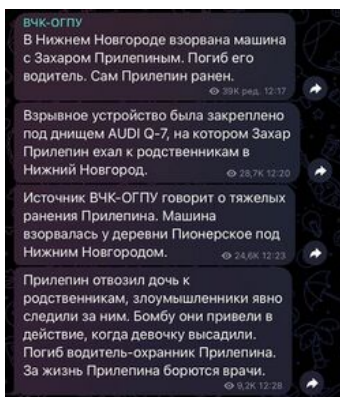 ВЧК-ОГПУ
В Нижнем Новгороде взорвана машина
с Захаром Прилепиным. Погиб его
водитель. Сам Прилепин ранен.
39K ред. 12:17
Взрывное устройство была закреплено
под днищем AUDI Q-7, на котором Захар
Прилепин ехал к родственникам в
Нижний Новгород.
28,7K 12:20
Источник ВЧК-ОГПУ говорит о тяжелых
ранения Прилепина. Машина
взорвалась у деревни Пионерское под
Нижним Новгородом.
24,6K 12:23
Прилепин отвозил дочь к
родственникам, злоумышленники явно
следили за ним. Бомбу они привели в
действие, когда девочку высадили.
Погиб водитель-охранник Прилепина.
За жизнь Прилепина борются врачи.
9,2K 12:28